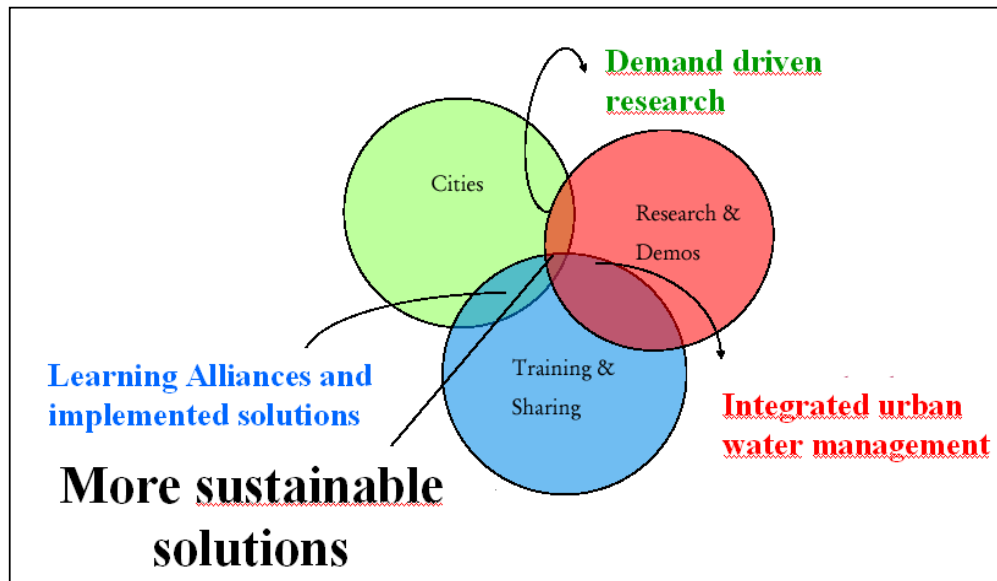 Demand driven
research
Cities
Research &
Demos
Learning Alliances and
implemented solutions
Training &
Sharing
Integrated urban
water management
More sustainable
solutions